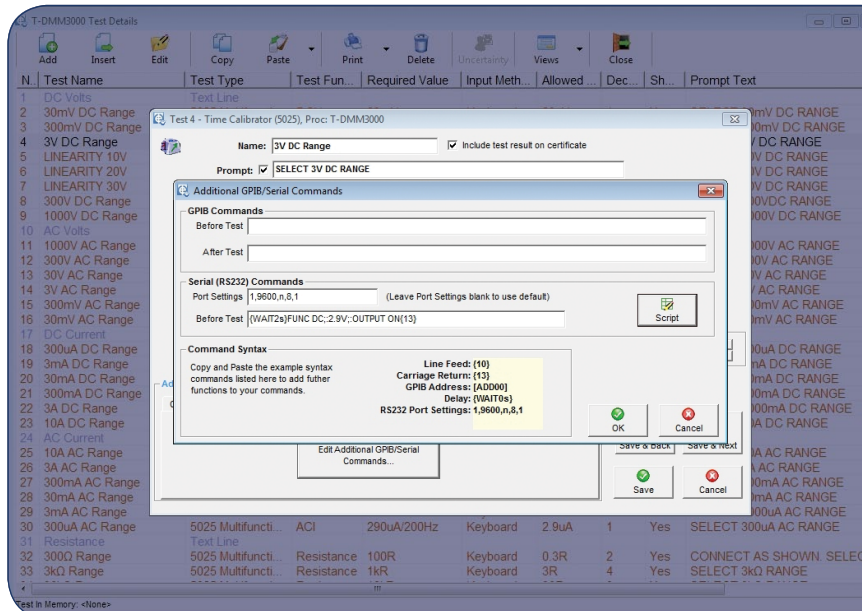 T-DMM3000 Test Details
Add Insert Edit Copy Paste Print Delete Uncertainty Views Close
N. Test Name Test Type Test Fun... Required Value Input Meth... Allowed ... Dec... Sh... Prompt Text
1 DC Volts Text Line
2 30mV DC Range
3 300mV DC Range
4 3V DC Range
5 LINEARITY 10V
6 LINEARITY 20V
7 LINEARITY 30V
8 300V DC Range
9 1000V DC Range
10 AC Volts
11 1000V AC Range
12 300V AC Range
13 30V AC Range
14 3V AC Range
15 300mV AC Range
16 30mV AC Range
17 DC Current
18 300uA DC Range
19 3mA DC Range
20 30mA DC Range
21 300mA DC Range
22 3A DC Range
23 10A DC Range
24 AC Current
25 10A AC Range
26 3A AC Range
27 300mA AC Range
28 30mA AC Range
29 3mA AC Range
30 300uA AC Range 5025 Multifuncti... ACI 290uA/200Hz Keyboard 2.9uA 1 Yes SELECT 300uA AC RANGE
31 Resistance Text Line
32 300Ω Range 5025 Multifuncti... Resistance 100R Keyboard 0.3R 2 Yes CONNECT AS SHOWN. SELEC
33 3kΩ Range 5025 Multifuncti... Resistance 1kR Keyboard 3R 4 Yes SELECT 3kΩ RANGE
Test in Memory: <None>
Test 4 - Time Calibrator (5025), Proc: T-DMM3000
Name: 3V DC Range Include test result on certificate
Prompt: SELECT 3V DC RANGE
Additional GPIB/Serial Commands
GPIB Commands
Before Test
After Test
Serial (RS232) Commands
Port Settings 1,9600,n,8,1 (Leave Port Settings blank to use default)
Before Test {WAIT2s}FUNC DC;:2.9V;:OUTPUT ON{13}
Script
Command Syntax
Copy and Paste the example syntax
commands listed here to add futher
functions to your commands.
Line Feed: {10}
Carriage Return: {13}
GPIB Address: [ADD00]
Delay: {WAIT0s}
RS232 Port Settings: 1,9600,n,8,1
OK Cancel
Edit Additional GPIB/Serial
Commands...
Save & Back Save & Next
Save Cancel